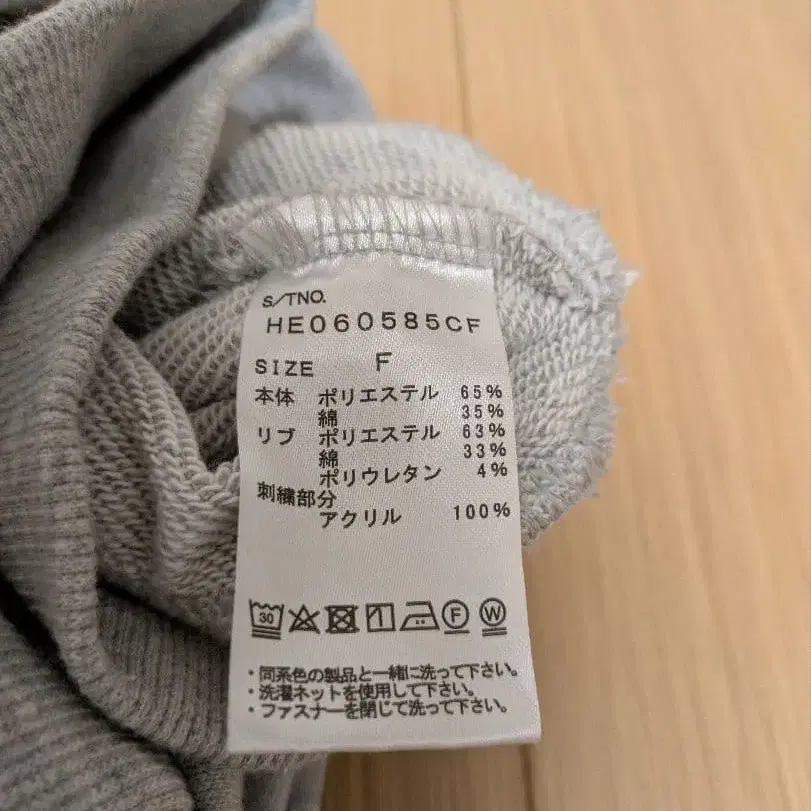 S/TNO.
HE060585CF
SIZE F
本体 ポリエステル 65%
綿 35%
リブ ポリエステル 63%
綿 33%
ポリウレタン 4%
刺繍部分
アクリル 100%
30 F W
・同系色の製品と一緒に洗って下さい。
・洗濯ネットを使用して下さい。
・ファスナーを閉じて洗って下さい。